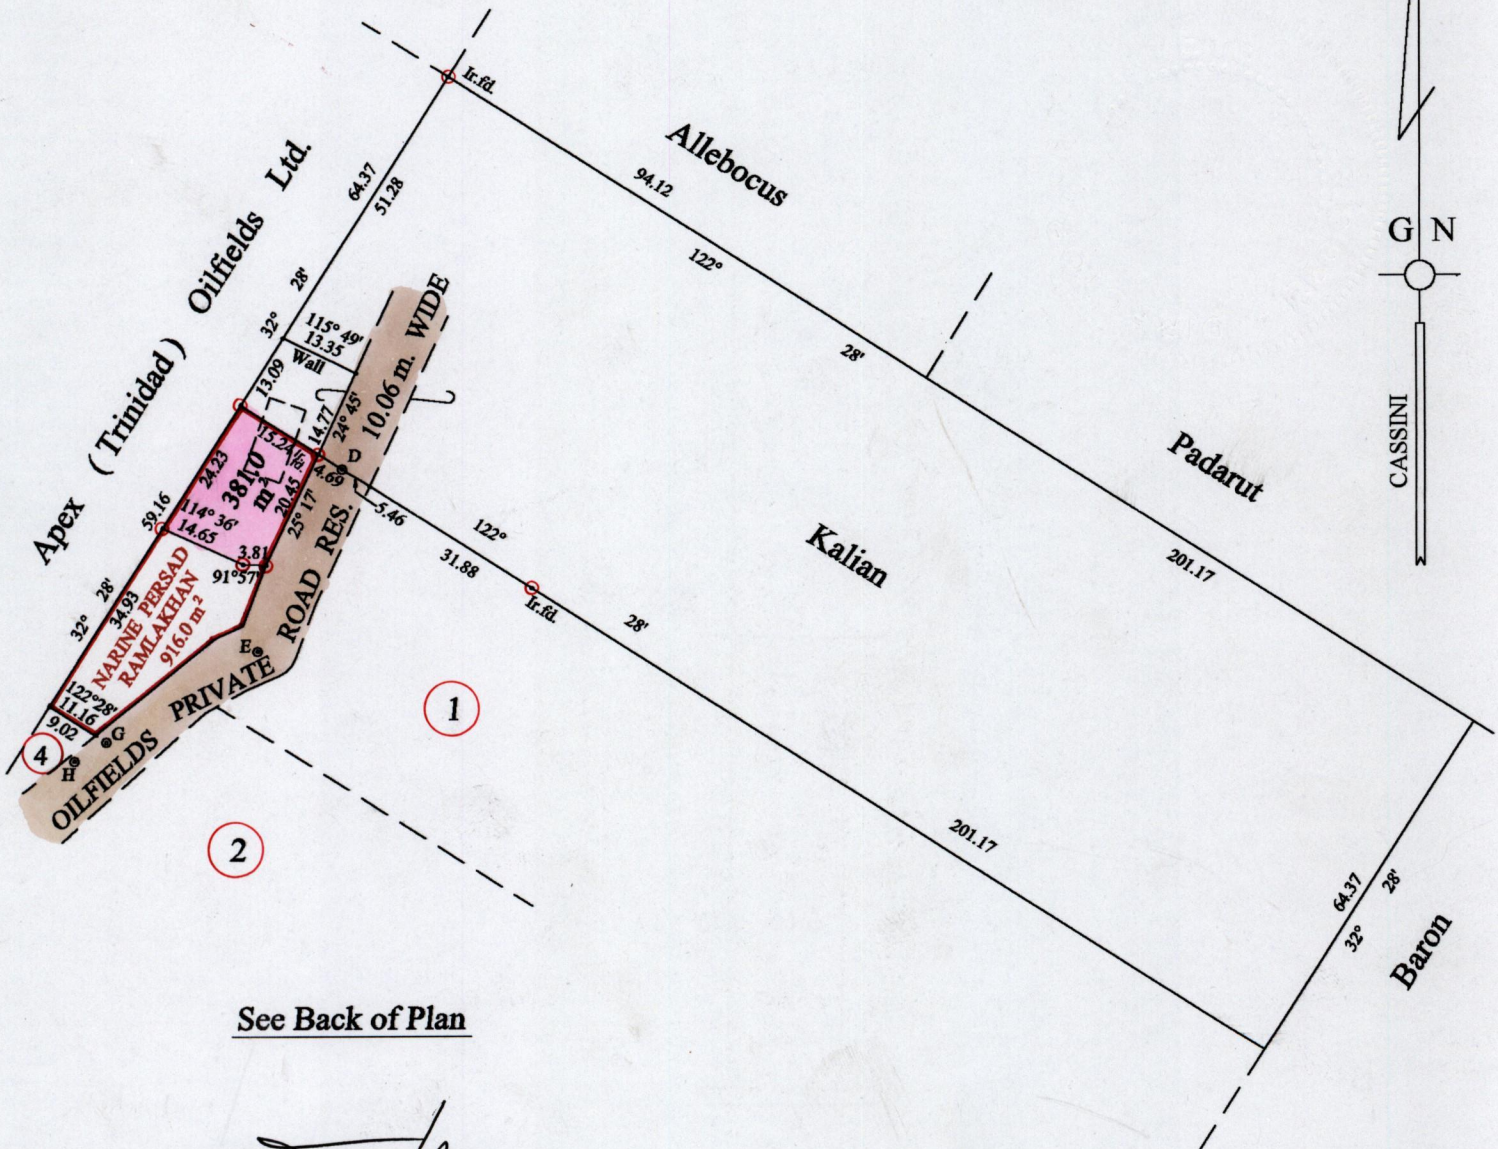 Ir.fd.
Allebocus
94.12
122°
28'
Apex ( Trinidad ) Oilfields Ltd.
64.37
51.28
28'
32°
115° 49'
13.35
Wall
13.09
14.77
24° 45'
10.06 m. WIDE
G N
CASSINI
Padarut
201.17
Kalian
15.24
Ir.
fd.
D
4.69
5.46
122°
31.88
Ir.fd.
28'
24.23
381.0
m²
20.45
25° 17'
59.16
114° 36'
14.65
3.81
91°57'
32°
28'
34.93
NARINE PERSAD
RAMLAKHAN
916.0 m²
122°28'
11.16
9.02
4
G
H
E
OILFIELDS PRIVATE ROAD RES.
1
2
201.17
64.37
28'
32°
Baron
See Back of Plan